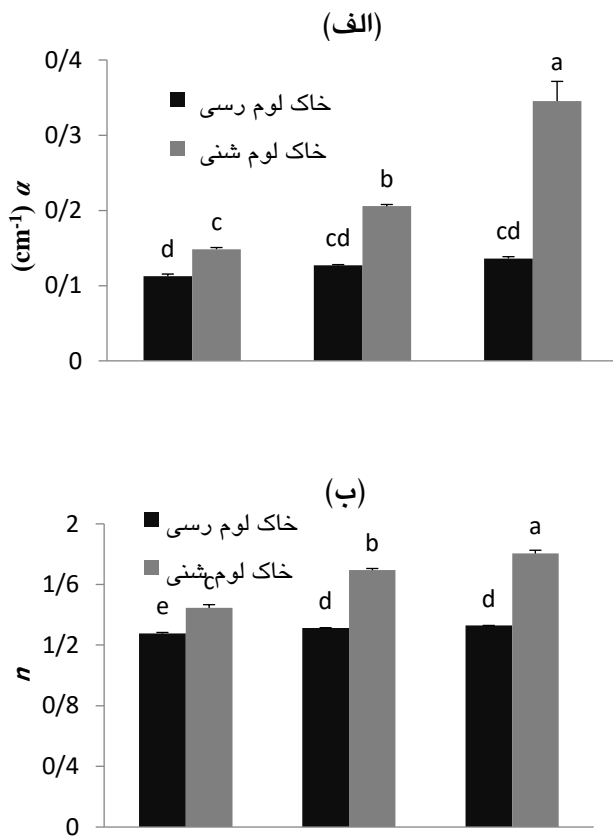 (الف)
0/4
0/3
0/2
0/1
0
(cm-1) α
خاک لوم رسی
خاک لوم شنی
d
c
cd
b
cd
a
(ب)
2
1/6
1/2
0/8
0/4
0
n
خاک لوم رسی
خاک لوم شنی
e
c
d
b
d
a